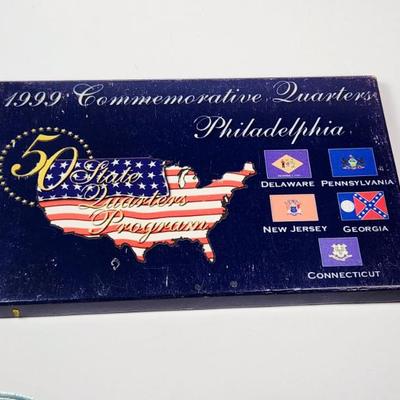 1999 Commemorative Quarters
Philadelphia
50 State
Quarters
Program
DELAWARE PENNSYLVANIA
NEW JERSEY GEORGIA
CONNECTICUT